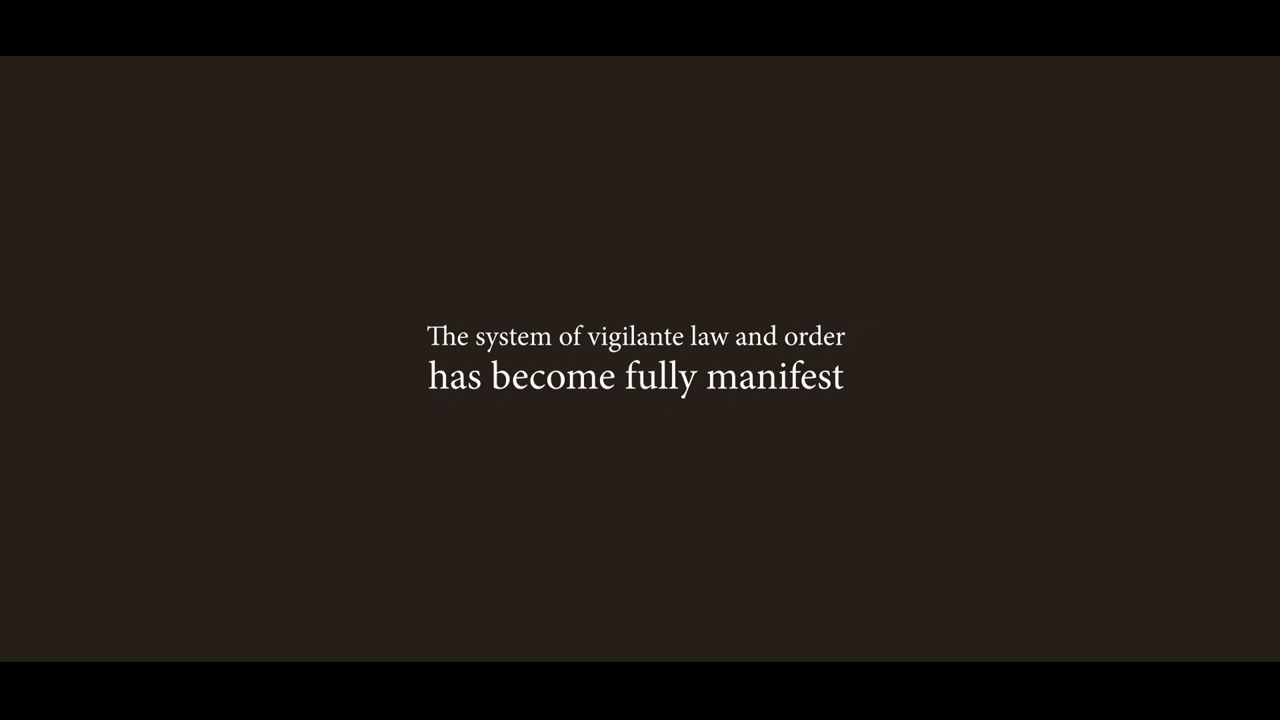 The system of vigilante law and order
has become fully manifest